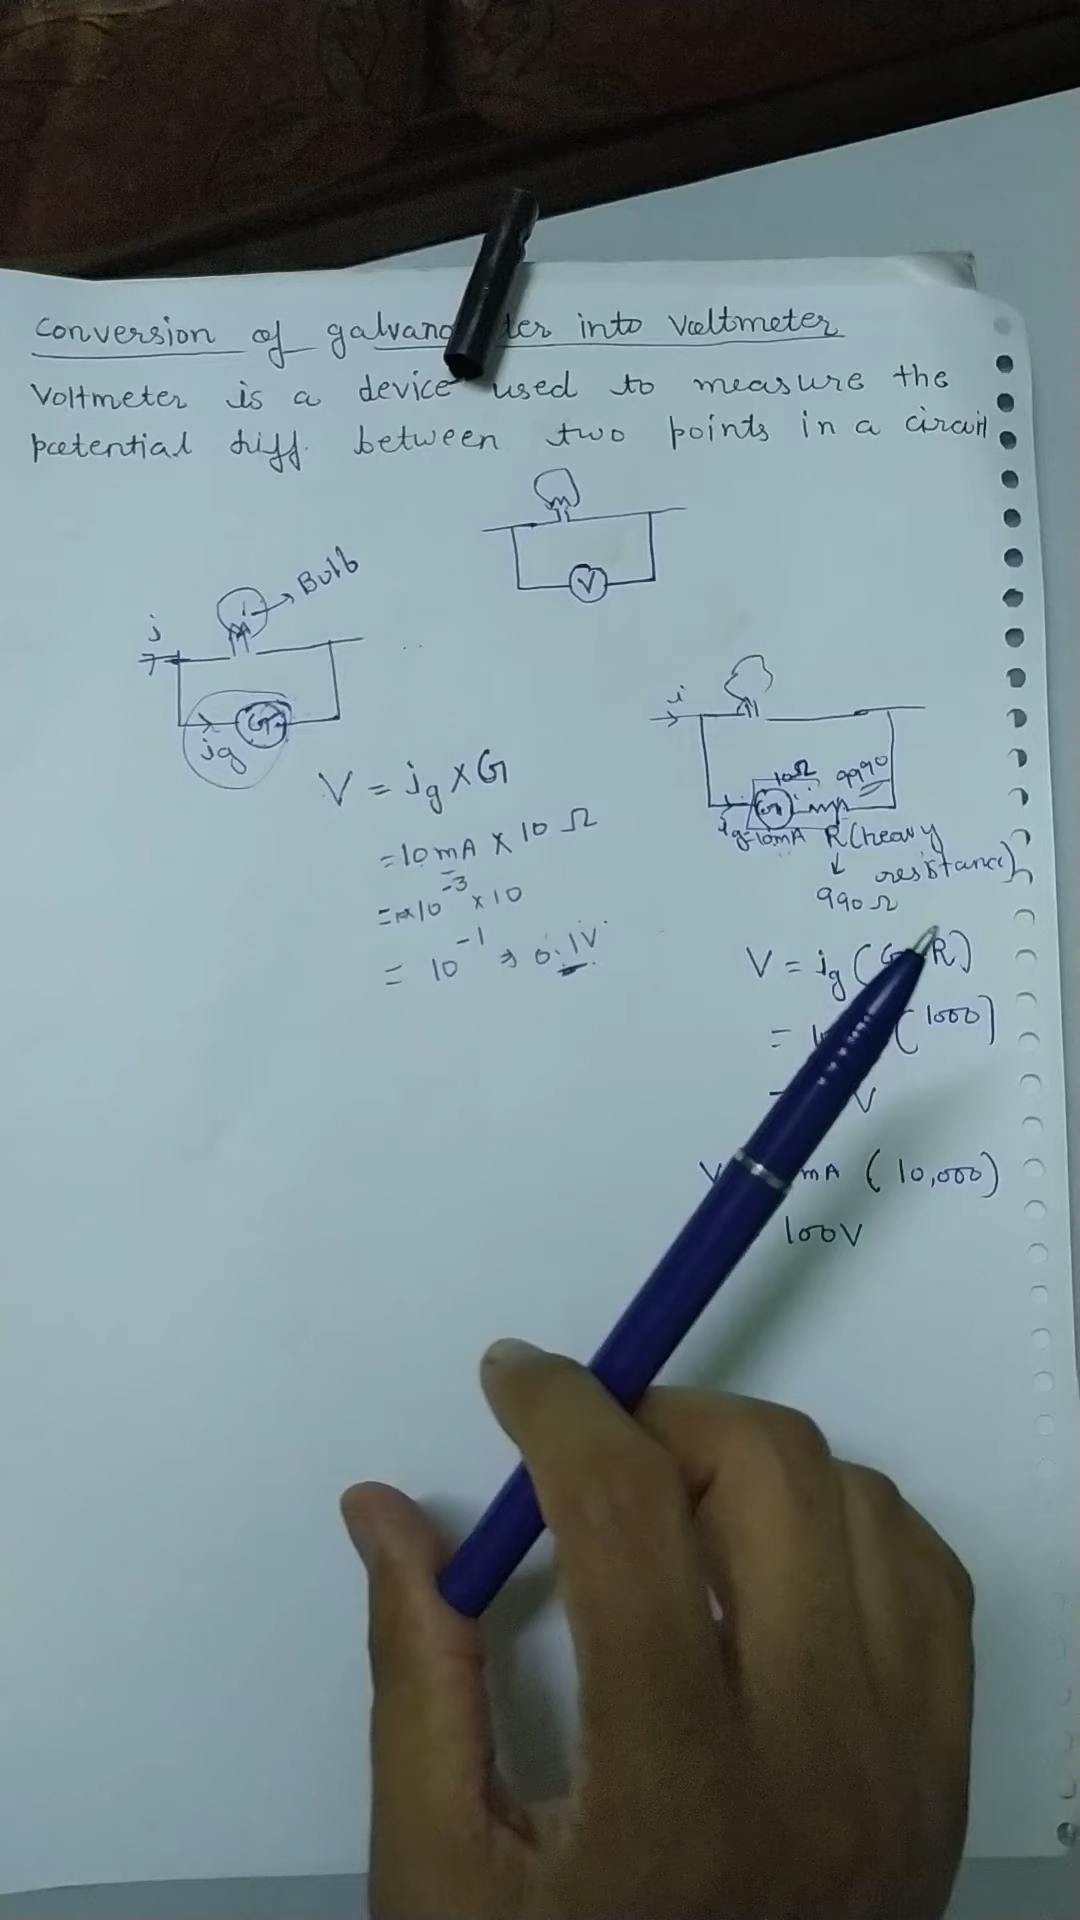 conversion of galvano ter into Voltmeter
Voltmeter is a device used to measure the
potential diff. between two points in a circuit
V
Bulb
i
G
ig
V = ig × G
= 10 mA × 10 Ω
= 10×10⁻³ × 10
= 10⁻¹ ⇒ 0.1V
i
10Ω 9990
G
ig=10mA R (heavy
resistance)
990 Ω
V = ig ( R)
= (1000)
V
V mA (10,000)
100V